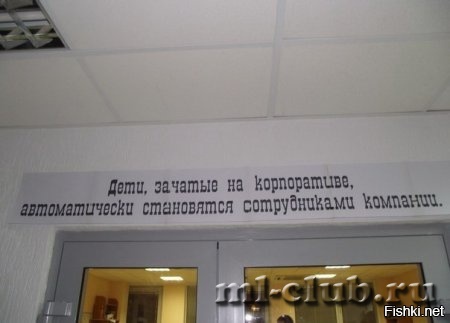 Дети, зачатые на корпоративе,
автоматически становятся сотрудниками компании.
ml-club.ru
Fishki.net